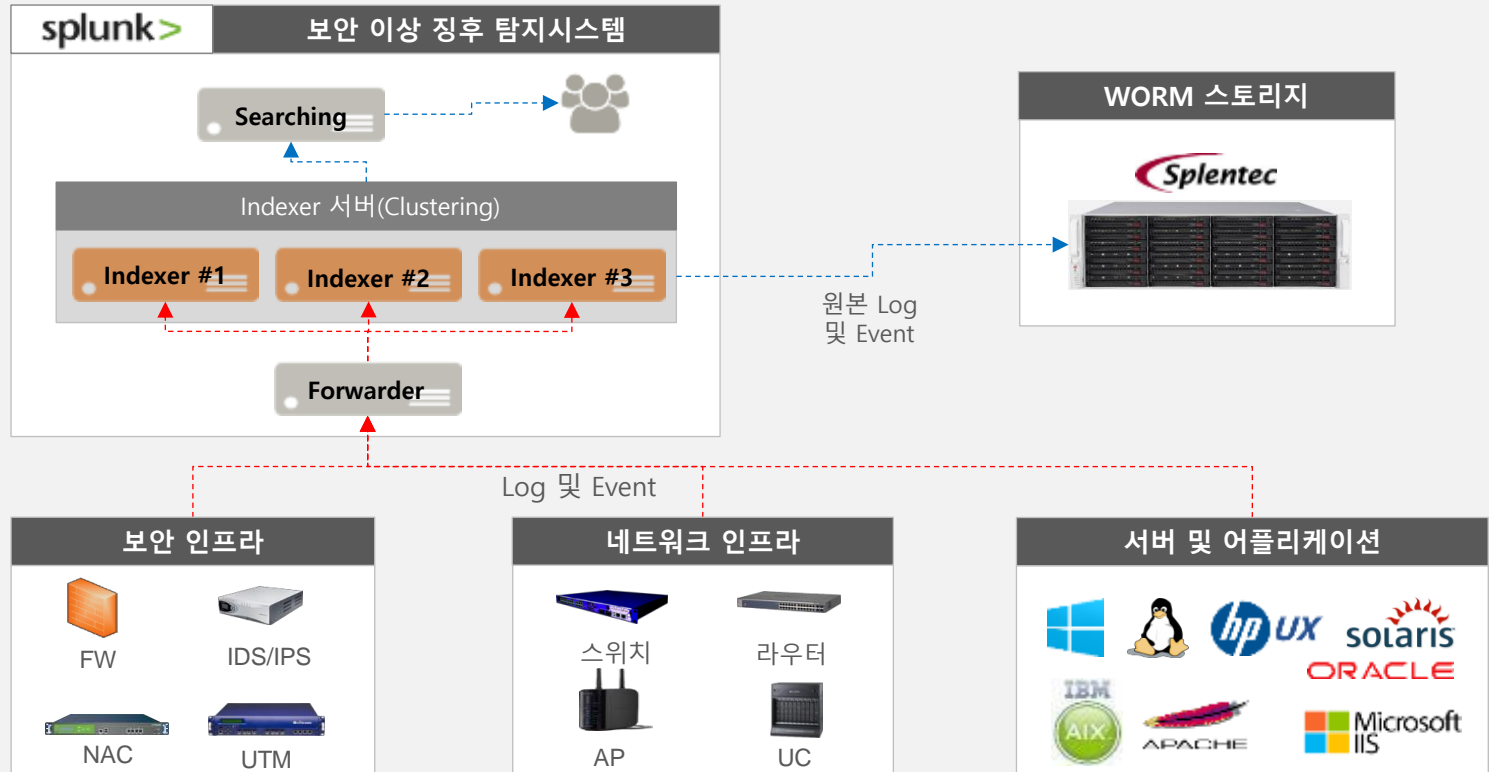 splunk>
보안 이상 징후 탐지시스템
Searching
Indexer 서버(Clustering)
Indexer #1
Indexer #2
Indexer #3
Forwarder
WORM 스토리지
Splentec
원본 Log
및 Event
Log 및 Event
보안 인프라
FW
IDS/IPS
NAC
UTM
네트워크 인프라
스위치
라우터
AP
UC
서버 및 어플리케이션
hp UX
solaris
ORACLE
IBM
AIX
APACHE
Microsoft
IIS